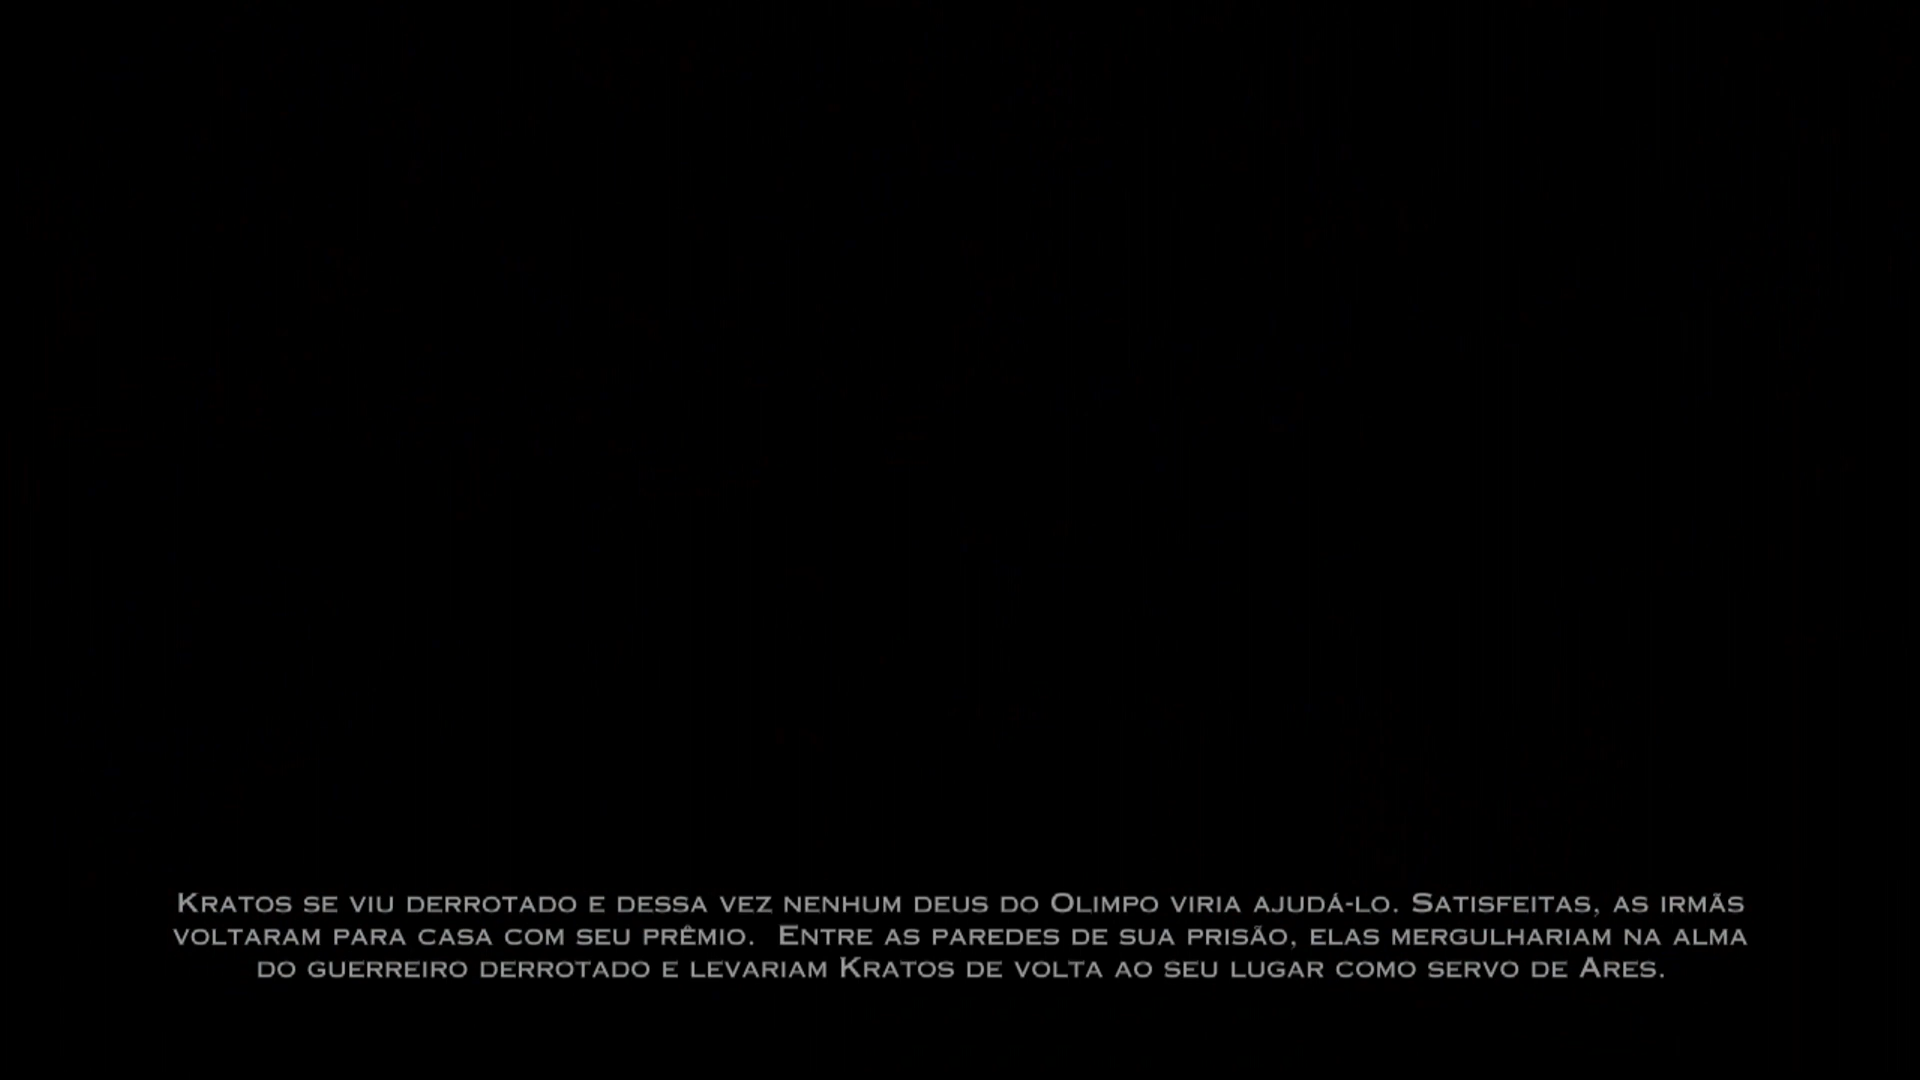 Kratos se viu derrotado e dessa vez nenhum deus do Olimpo viria ajudá-lo. Satisfeitas, as irmãs
voltaram para casa com seu prêmio.  Entre as paredes de sua prisão, elas mergulhariam na alma
do guerreiro derrotado e levariam Kratos de volta ao seu lugar como servo de Ares.